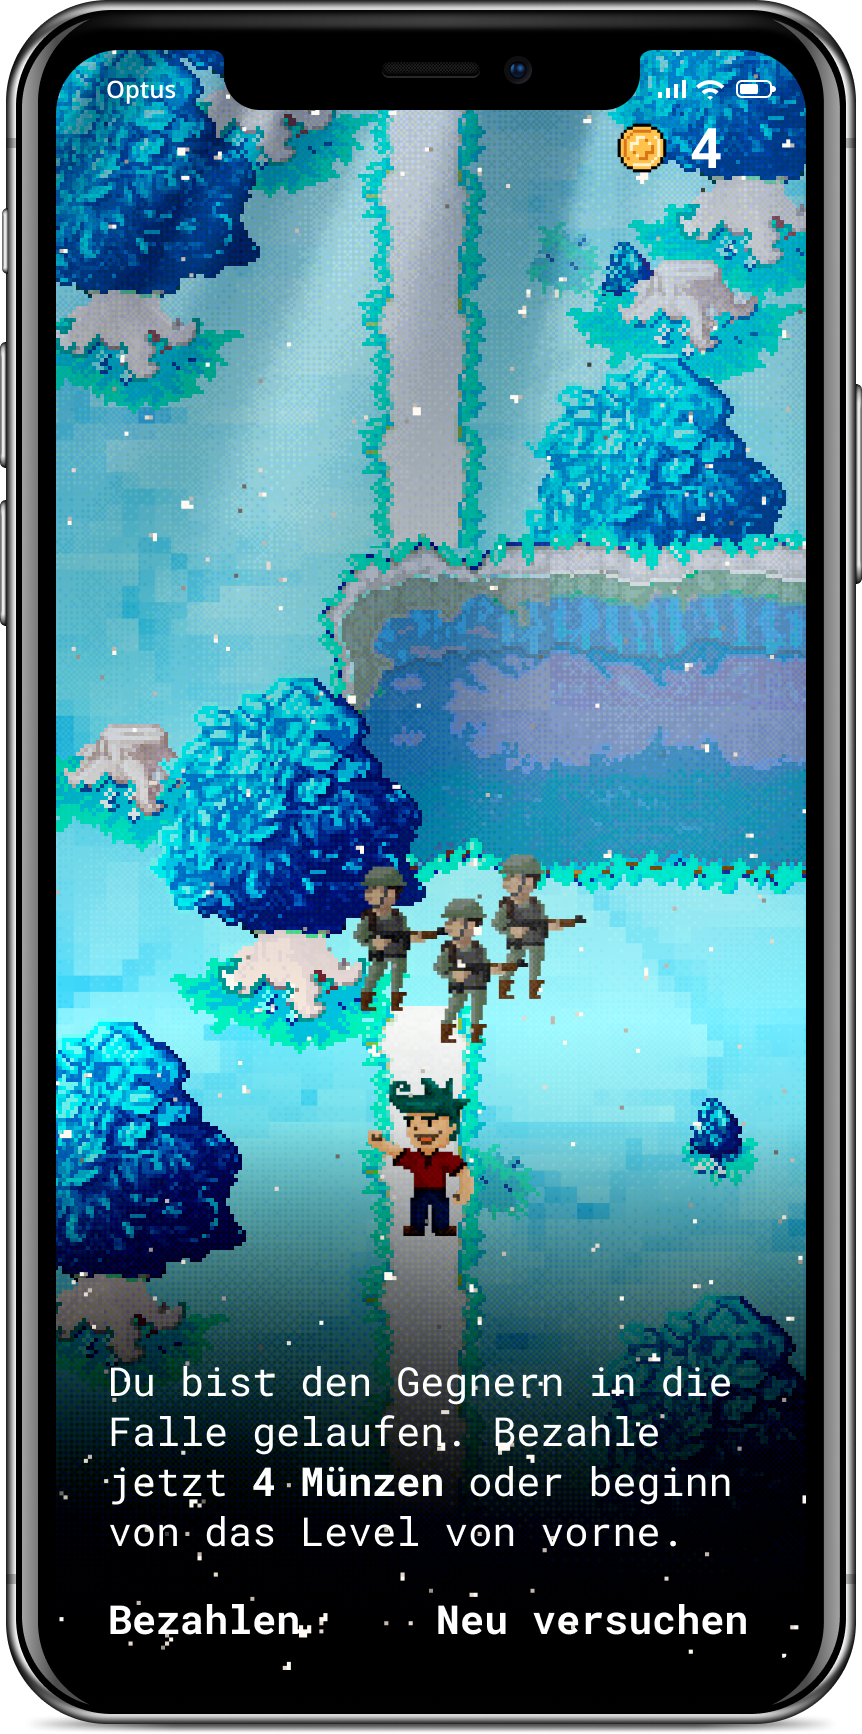 Optus
4
Du bist den Gegnern in die
Falle gelaufen. Bezahle
jetzt 4 Münzen oder beginn
von das Level von vorne.
Bezahlen
Neu versuchen